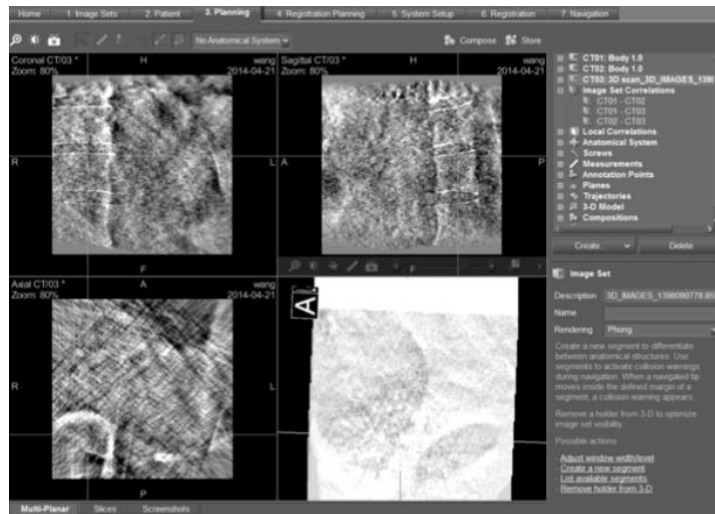 Home 1. Image Sets 2. Patient 3. Planning 4. Registration Planning 5. System Setup 6. Registration 7. Navigation
No Anatomical System Compose Store
Coronal CT/03 * H wang
Zoom: 80% 2014-04-21
R L
F
Sagittal CT/03 * H wang
Zoom: 80% 2014-04-21
A P
F
Axial CT/03 * A wang
Zoom: 80% 2014-04-21
R L
P
A
CT01: Body 1.0
CT02: Body 1.0
CT03: 3D scan_3D_IMAGES_139
Image Set Correlations
CT01 - CT02
CT01 - CT03
CT02 - CT03
Local Correlations
Anatomical System
Screws
Measurements
Annotation Points
Planes
Trajectories
3-D Model
Compositions
Create Delete
Image Set
Description 3D_IMAGES_1398090778.85
Name
Rendering Phong
Create a new segment to differentiate
between anatomical structures. Use
segments to activate collision warnings
during navigation. When a navigated tip
moves inside the defined margin of a
segment, a collision warning appears.
Remove a holder from 3-D to optimize
image set visibility.
Possible actions:
- Adjust window width/level
- Create a new segment
- List available segments
- Remove holder from 3-D
Multi-Planar Slices Screenshots